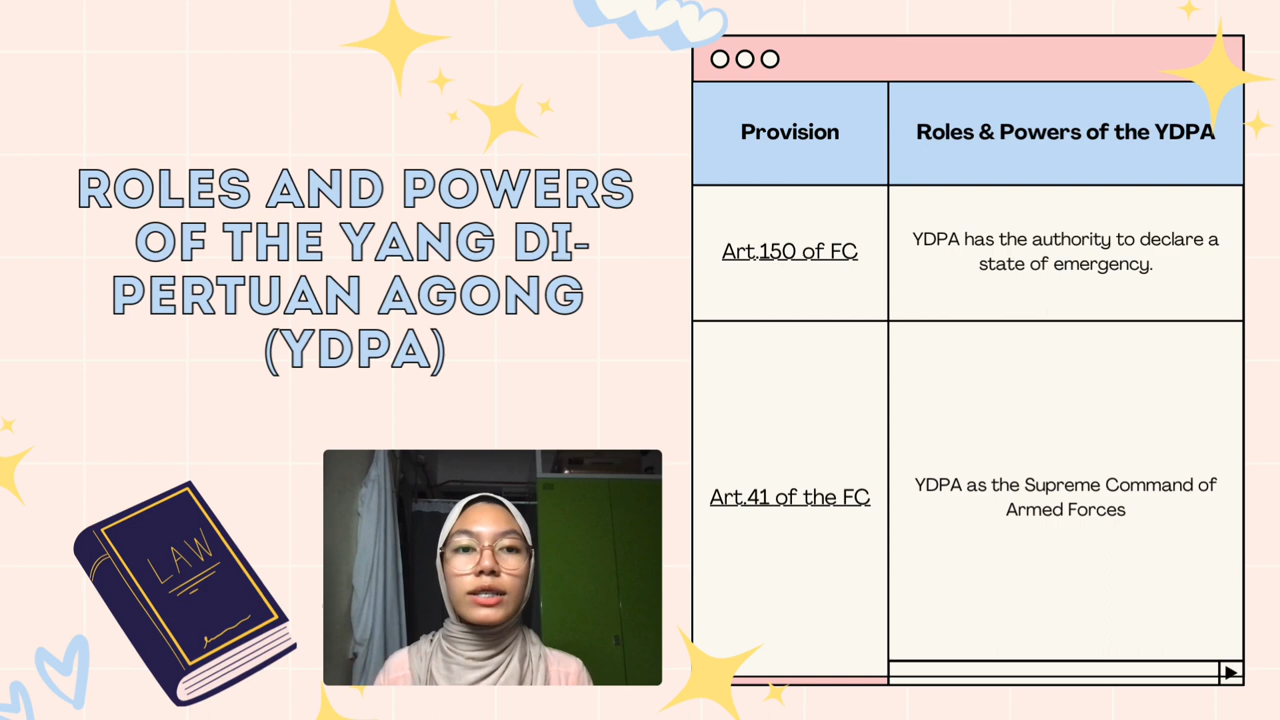 ROLES AND POWERS
OF THE YANG DI-
PERTUAN AGONG
(YDPA)
LAW
Provision
Roles & Powers of the YDPA
Art.150 of FC
YDPA has the authority to declare a
state of emergency.
Art.41 of the FC
YDPA as the Supreme Command of
Armed Forces